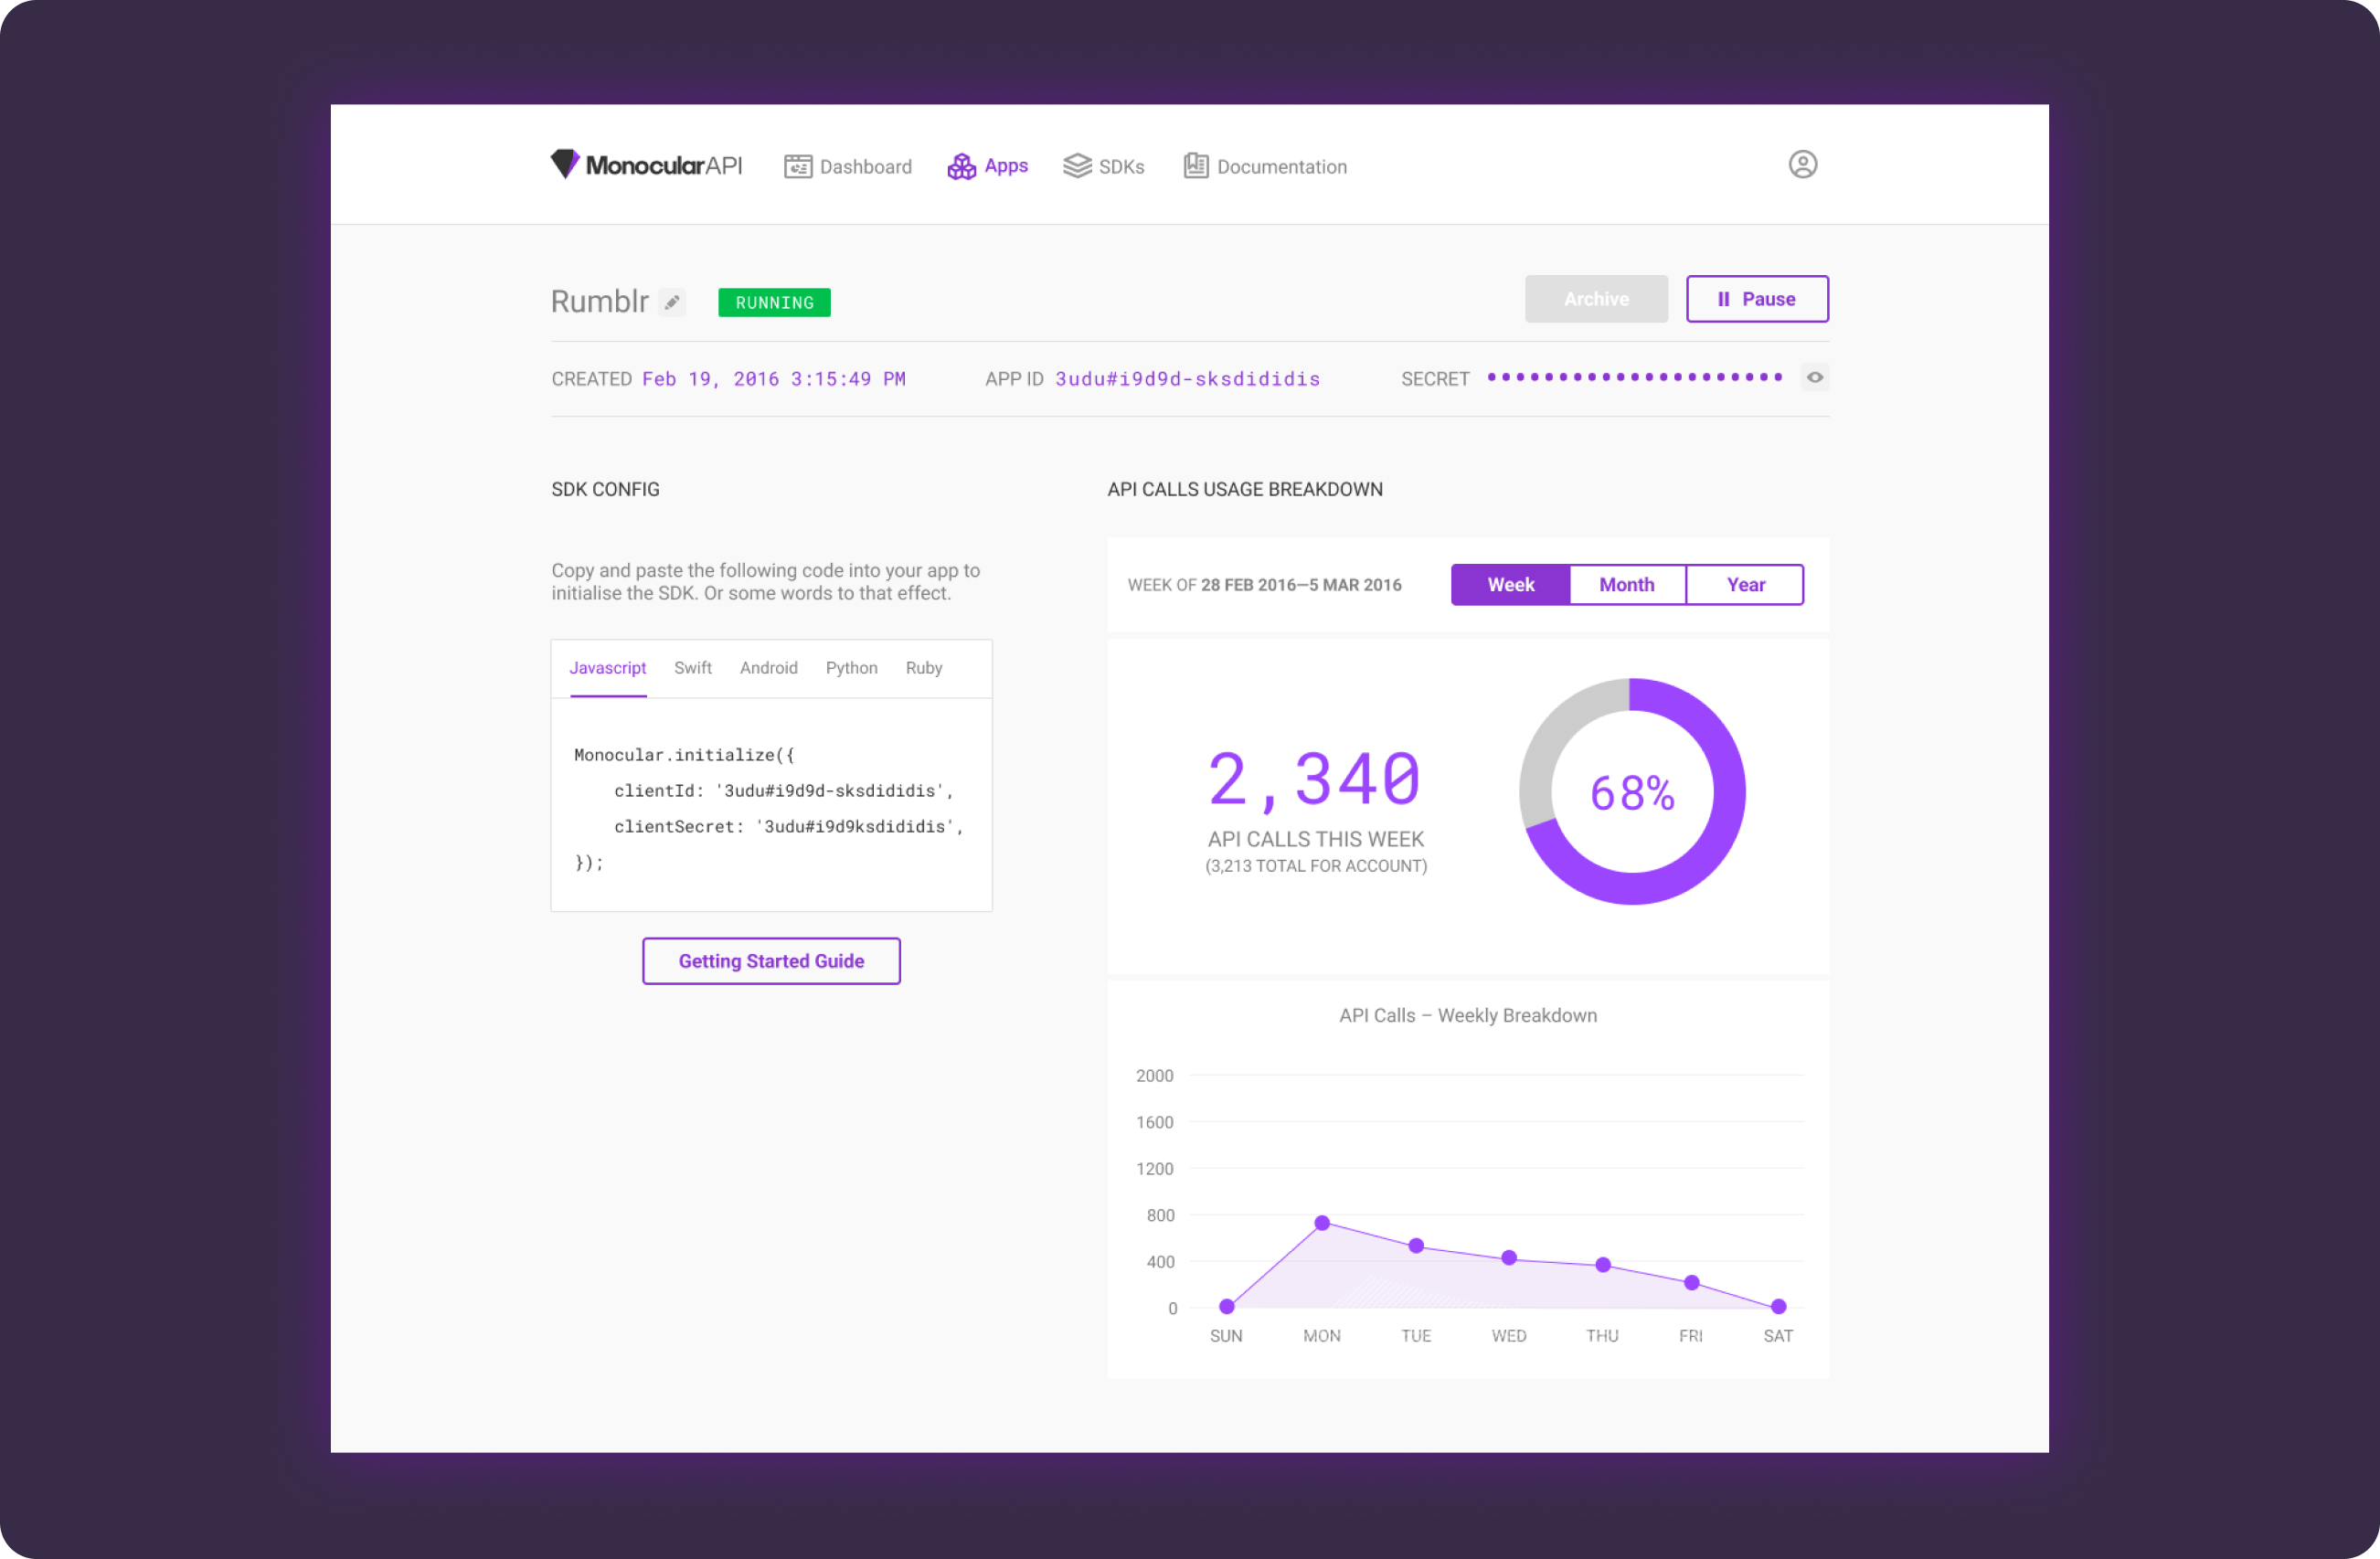 MonocularAPI Dashboard Apps SDKs Documentation
Rumblr RUNNING Archive Pause
CREATED Feb 19, 2016 3:15:49 PM APP ID 3udu#i9d9d-sksdididis SECRET
SDK CONFIG
Copy and paste the following code into your app to
initialise the SDK. Or some words to that effect.
Javascript Swift Android Python Ruby
Monocular.initialize({
clientId: '3udu#i9d9d-sksdididis',
clientSecret: '3udu#i9d9ksdididis',
});
Getting Started Guide
API CALLS USAGE BREAKDOWN
WEEK OF 28 FEB 2016—5 MAR 2016 Week Month Year
2,340
API CALLS THIS WEEK
(3,213 TOTAL FOR ACCOUNT)
68%
API Calls – Weekly Breakdown
2000
1600
1200
800
400
0
SUN MON TUE WED THU FRI SAT